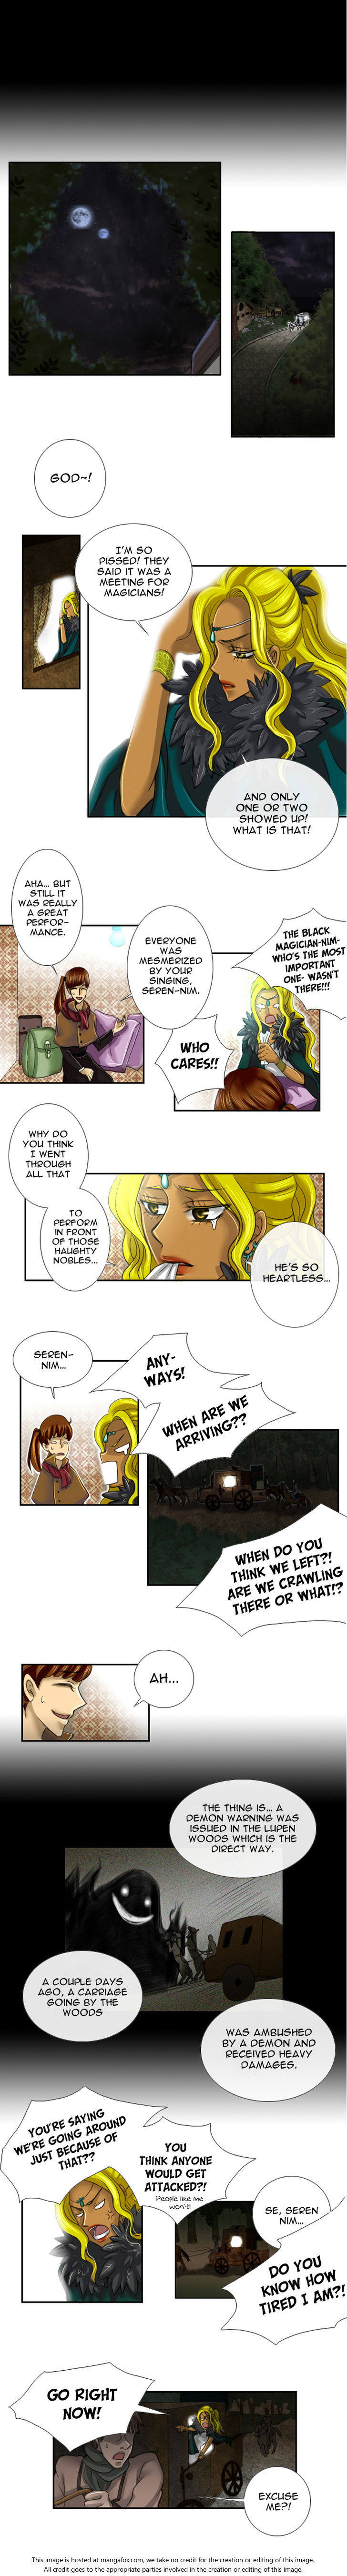 GOD~!
I'M SO
PISSED! THEY
SAID IT WAS A
MEETING FOR
MAGICIANS!
AND ONLY
ONE OR TWO
SHOWED UP!
WHAT IS THAT!
AHA... BUT
STILL IT
WAS REALLY
A GREAT
PERFOR-
MANCE.
EVERYONE
WAS
MESMERIZED
BY YOUR
SINGING,
SEREN-NIM.
THE BLACK
MAGICIAN-NIM-
WHO'S THE MOST
IMPORTANT
ONE- WASN'T
THERE!!!
WHO
CARES!!
WHY DO
YOU THINK
I WENT
THROUGH
ALL THAT
TO
PERFORM
IN FRONT
OF THOSE
HAUGHTY
NOBLES...
HE'S SO
HEARTLESS...
SEREN-
NIM...
ANY-
WAYS!
WHEN ARE WE
ARRIVING??
WHEN DO YOU
THINK WE LEFT?!
ARE WE CRAWLING
THERE OR WHAT!?
AH...
THE THING IS... A
DEMON WARNING WAS
ISSUED IN THE LUPEN
WOODS WHICH IS THE
DIRECT WAY.
A COUPLE DAYS
AGO, A CARRIAGE
GOING BY THE
WOODS
WAS AMBUSHED
BY A DEMON AND
RECEIVED HEAVY
DAMAGES.
YOU'RE SAYING
WE'RE GOING AROUND
JUST BECAUSE OF
THAT??
YOU
THINK ANYONE
WOULD GET
ATTACKED?!
People like me
won't!
SE, SEREN
NIM...
DO YOU
KNOW HOW
TIRED I AM?!
GO RIGHT
NOW!
EXCUSE
ME?!
This image is hosted at mangafox.com, we take no credit for the creation or editing of this image.
All credit goes to the appropriate parties involved in the creation or editing of this image.